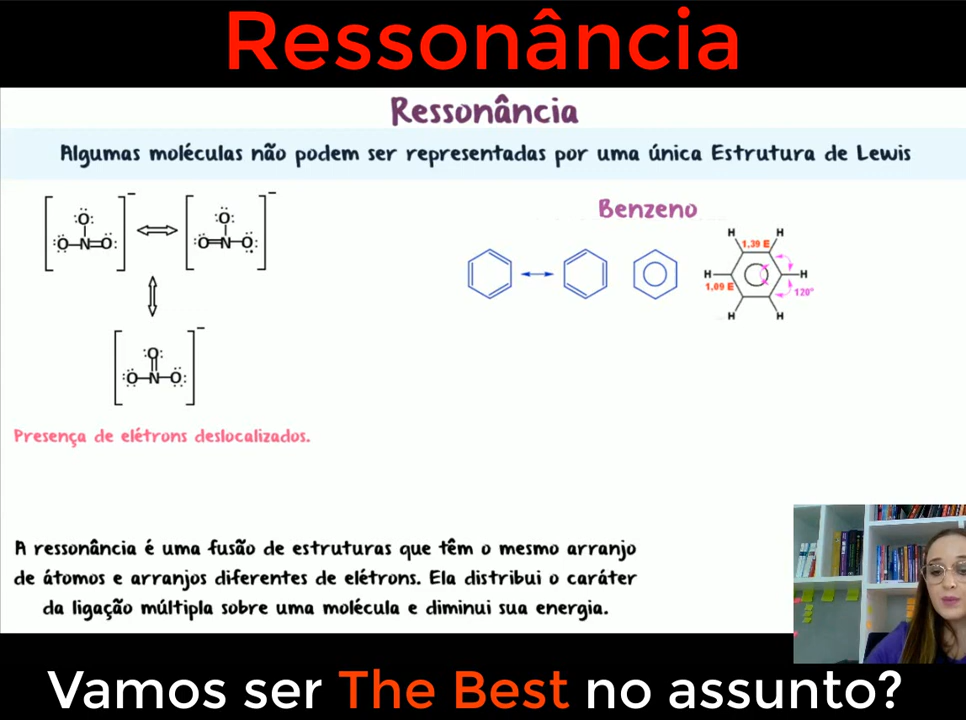 Ressonância
Ressonância
Algumas moléculas não podem ser representadas por uma única Estrutura de Lewis
Benzeno
:O: - :O: -
:O-N=O: :O=N-O:
H H
1,39 E
H H
1,09 E 120°
H H
:O: -
:O-N-O:
Presença de elétrons deslocalizados.
A ressonância é uma fusão de estruturas que têm o mesmo arranjo
de átomos e arranjos diferentes de elétrons. Ela distribui o caráter
da ligação múltipla sobre uma molécula e diminui sua energia.
Vamos ser The Best no assunto?